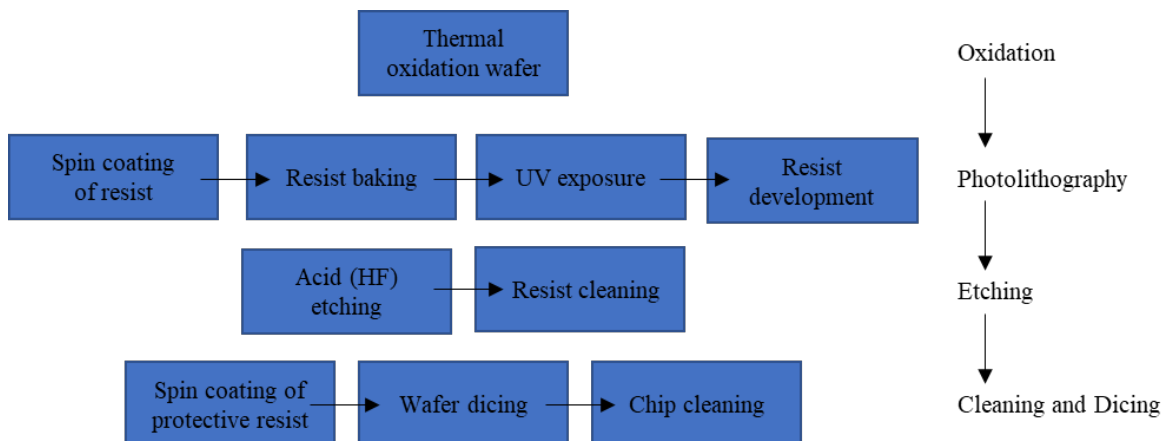 Thermal
oxidation wafer
Oxidation
Spin coating
of resist
Resist baking
UV exposure
Resist
development
Photolithography
Acid (HF)
etching
Resist cleaning
Etching
Spin coating of
protective resist
Wafer dicing
Chip cleaning
Cleaning and Dicing